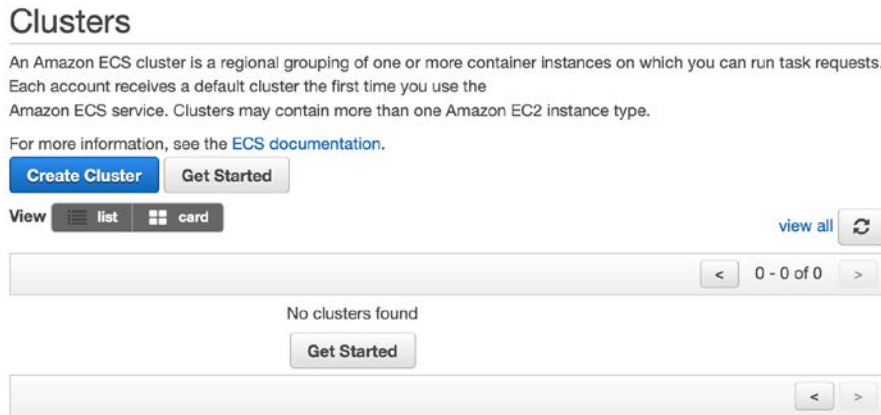 Clusters
An Amazon ECS cluster is a regional grouping of one or more container instances on which you can run task requests.
Each account receives a default cluster the first time you use the
Amazon ECS service. Clusters may contain more than one Amazon EC2 instance type.
For more information, see the ECS documentation.
Create Cluster Get Started
View list card view all
< 0 - 0 of 0 >
No clusters found
Get Started
< >